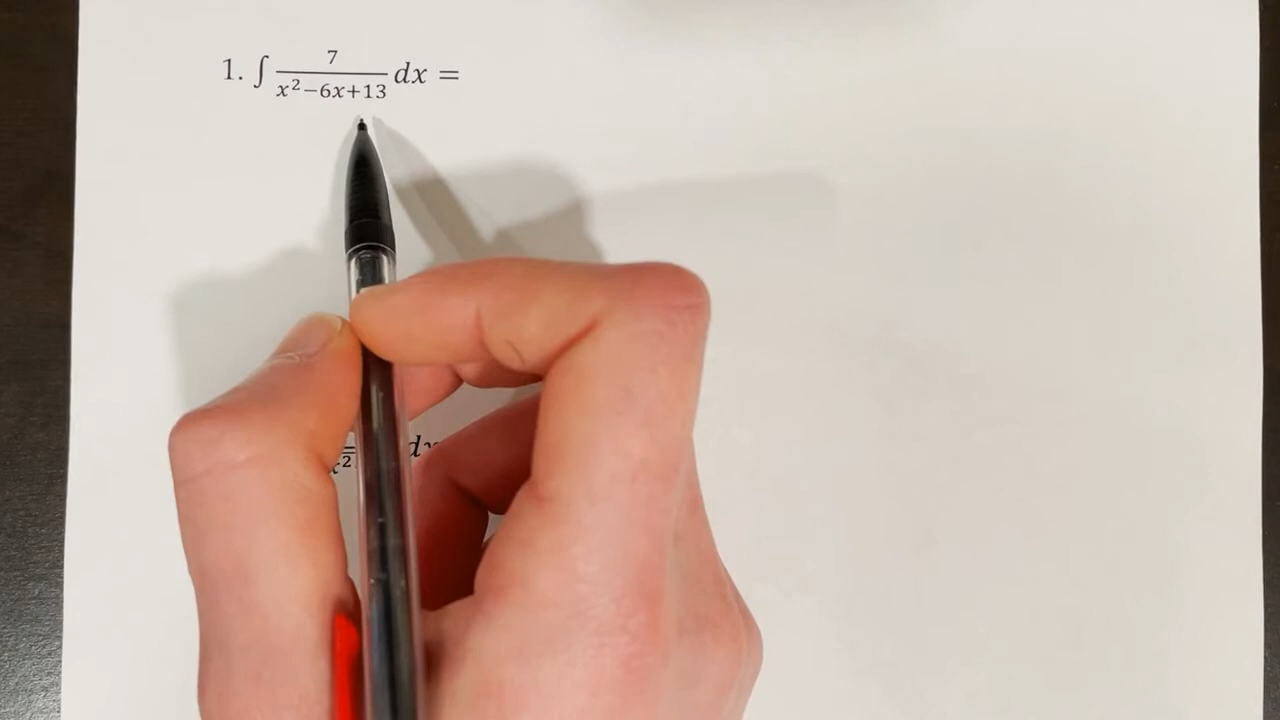 1. ∫ 7/(x²−6x+13) dx =